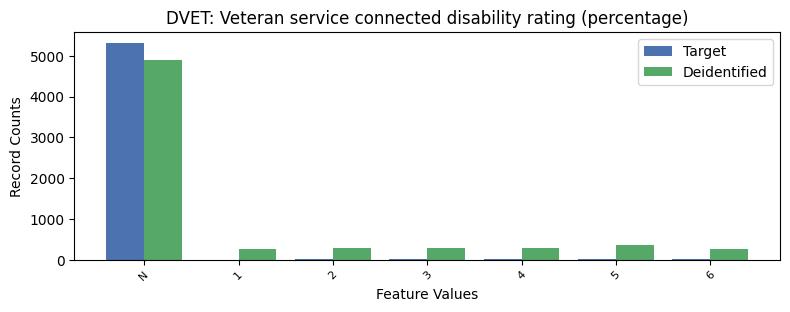 DVET: Veteran service connected disability rating (percentage)
Target
Deidentified
Record Counts
5000
4000
3000
2000
1000
0
N 1 2 3 4 5 6
Feature Values